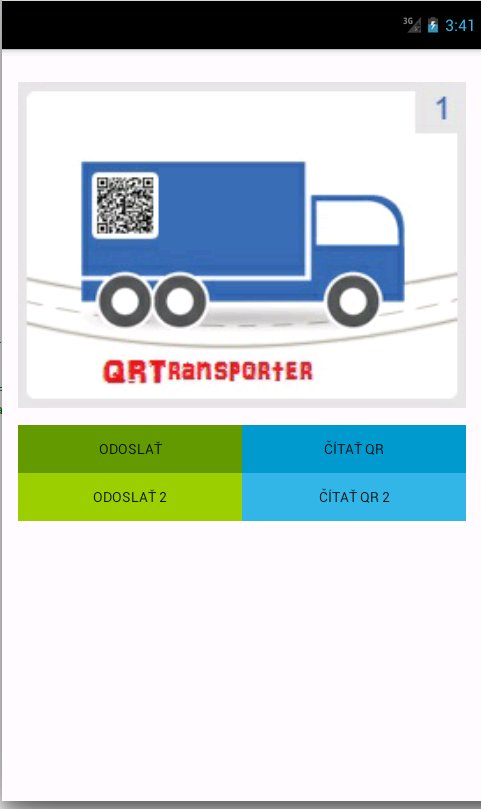 3G 3:41
1
QRTRANSPORTER
ODOSLAŤ ČÍTAŤ QR
ODOSLAŤ 2 ČÍTAŤ QR 2